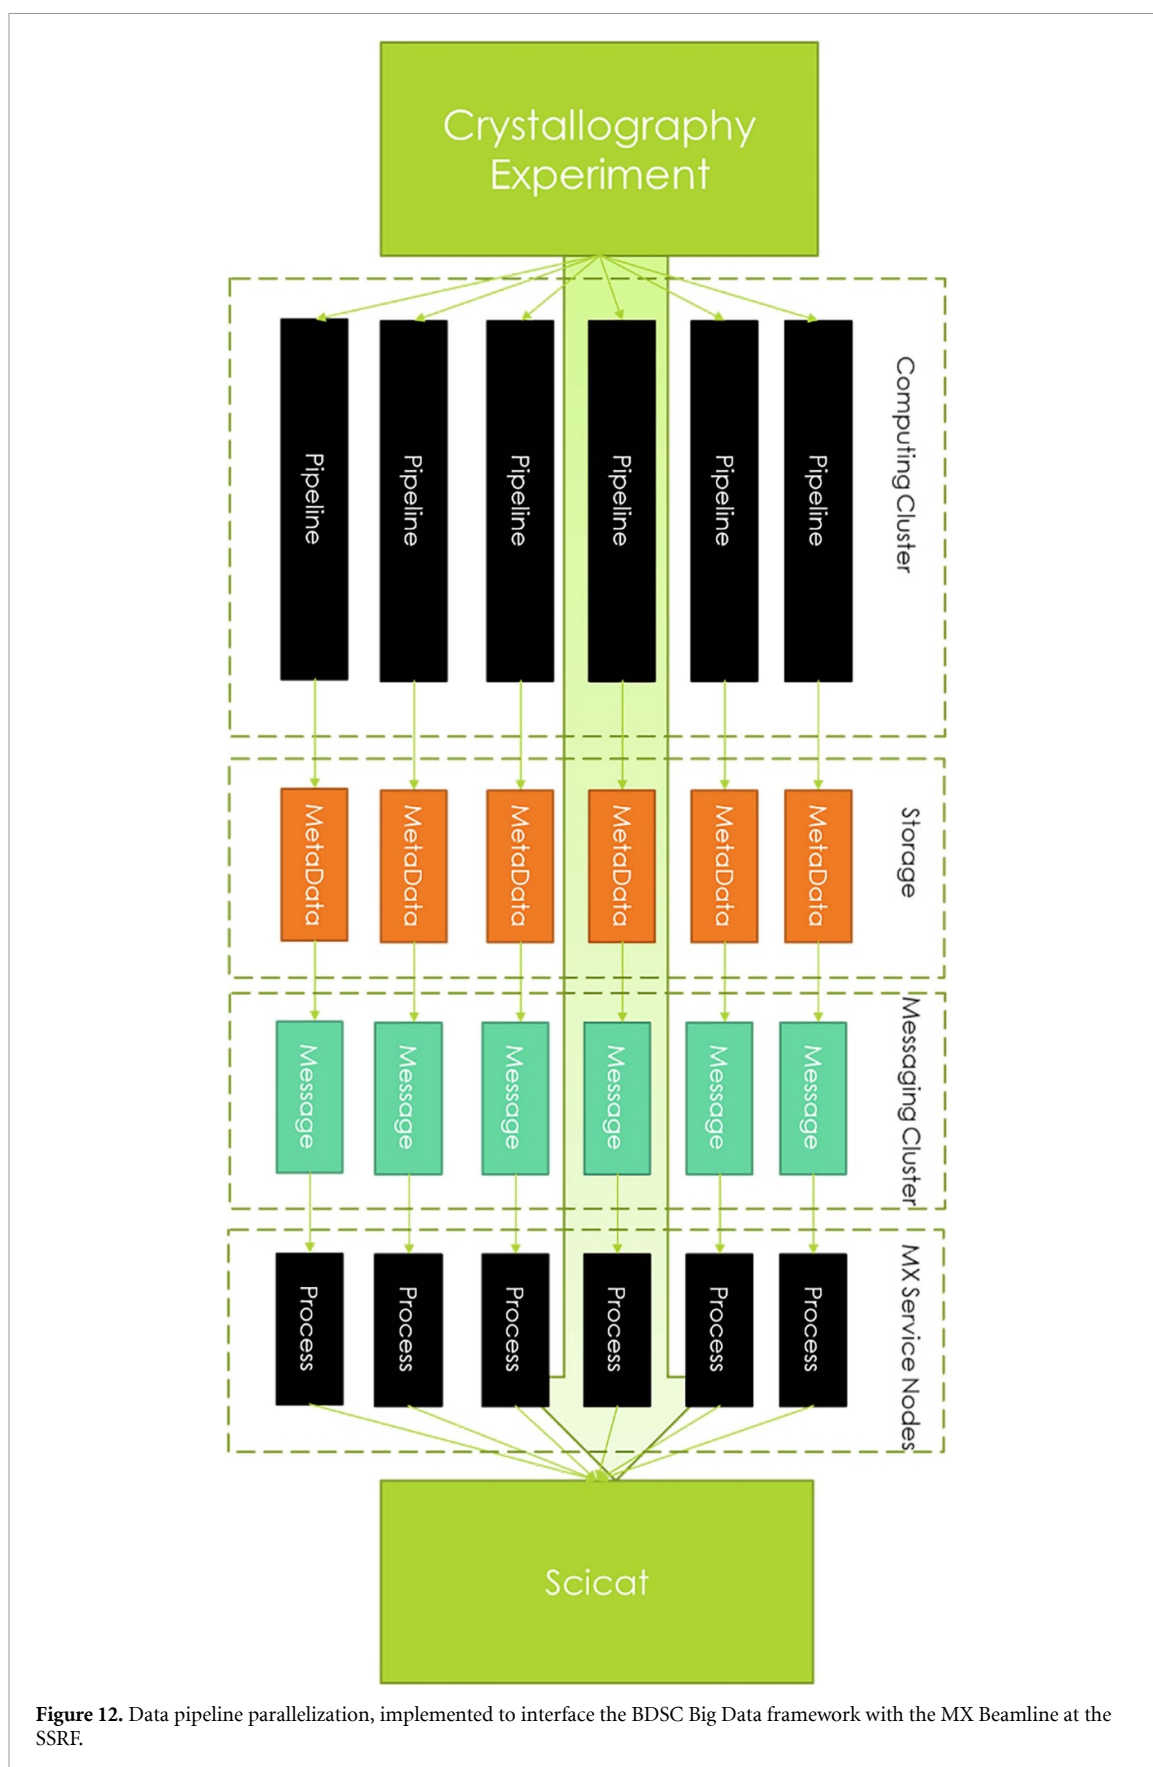 Crystallography
Experiment
Computing Cluster
Pipeline
Pipeline
Pipeline
Pipeline
Pipeline
Pipeline
Storage
MetaData
MetaData
MetaData
MetaData
MetaData
MetaData
Messaging Cluster
Message
Message
Message
Message
Message
Message
MX Service Nodes
Process
Process
Process
Process
Process
Process
Scicat
Figure 12. Data pipeline parallelization, implemented to interface the BDSC Big Data framework with the MX Beamline at the
SSRF.